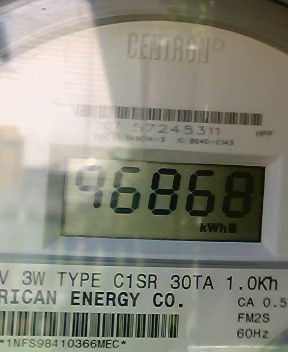 CENTRON®
07 57245311
96868
kWh
V 3W TYPE C1SR 30TA 1.0Kh
RICAN ENERGY CO.
CA 0.5
FM2S
60Hz
*1NFS98410366MEC*